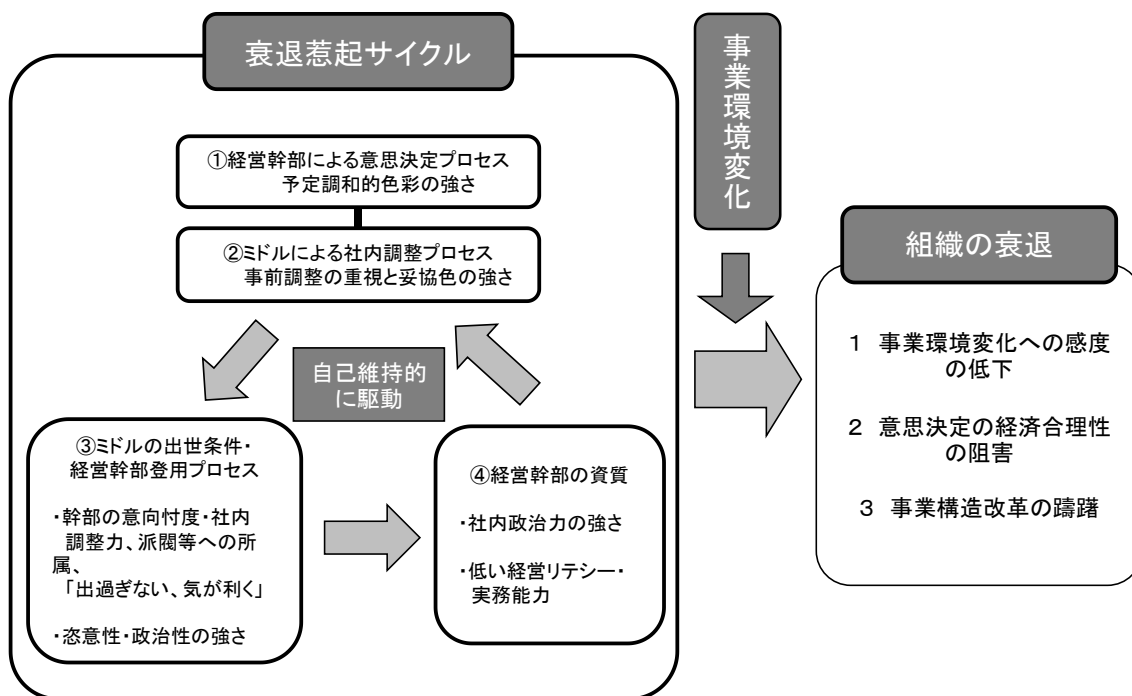 衰退惹起サイクル
①経営幹部による意思決定プロセス
予定調和的色彩の強さ
②ミドルによる社内調整プロセス
事前調整の重視と妥協色の強さ
自己維持的
に駆動
③ミドルの出世条件・
経営幹部登用プロセス
・幹部の意向忖度・社内
調整力、派閥等への所
属、
「出過ぎない、気が利く」
・恣意性・政治性の強さ
④経営幹部の資質
・社内政治力の強さ
・低い経営リテシー・
実務能力
事業環境変化
組織の衰退
1 事業環境変化への感度
の低下
2 意思決定の経済合理性
の阻害
3 事業構造改革の躊躇